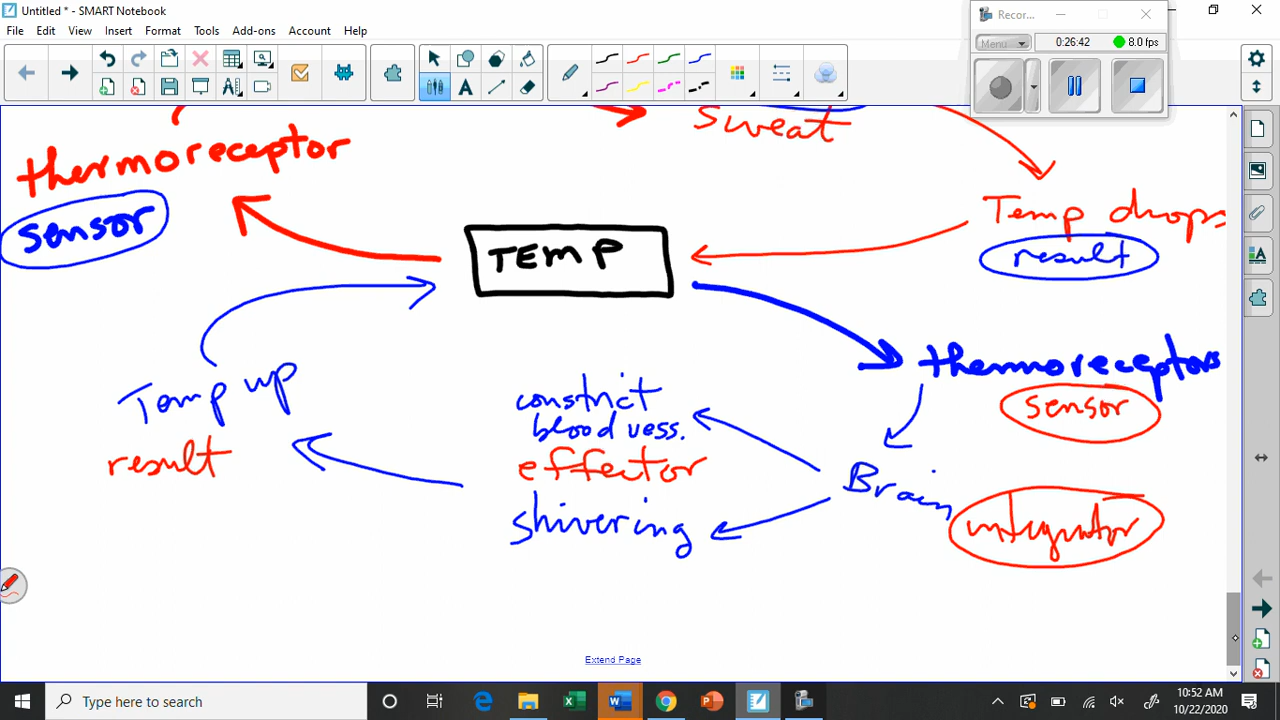 Untitled * - SMART Notebook
File Edit View Insert Format Tools Add-ons Account Help
Recor...
Menu
0:26:42
8.0 fps
sweat
thermoreceptor
sensor
TEMP
Temp drops
result
thermoreceptors
sensor
Temp up
result
constrict
blood vess.
effector
shivering
Brain
integrator
Extend Page
Type here to search
10:52 AM
10/22/2020